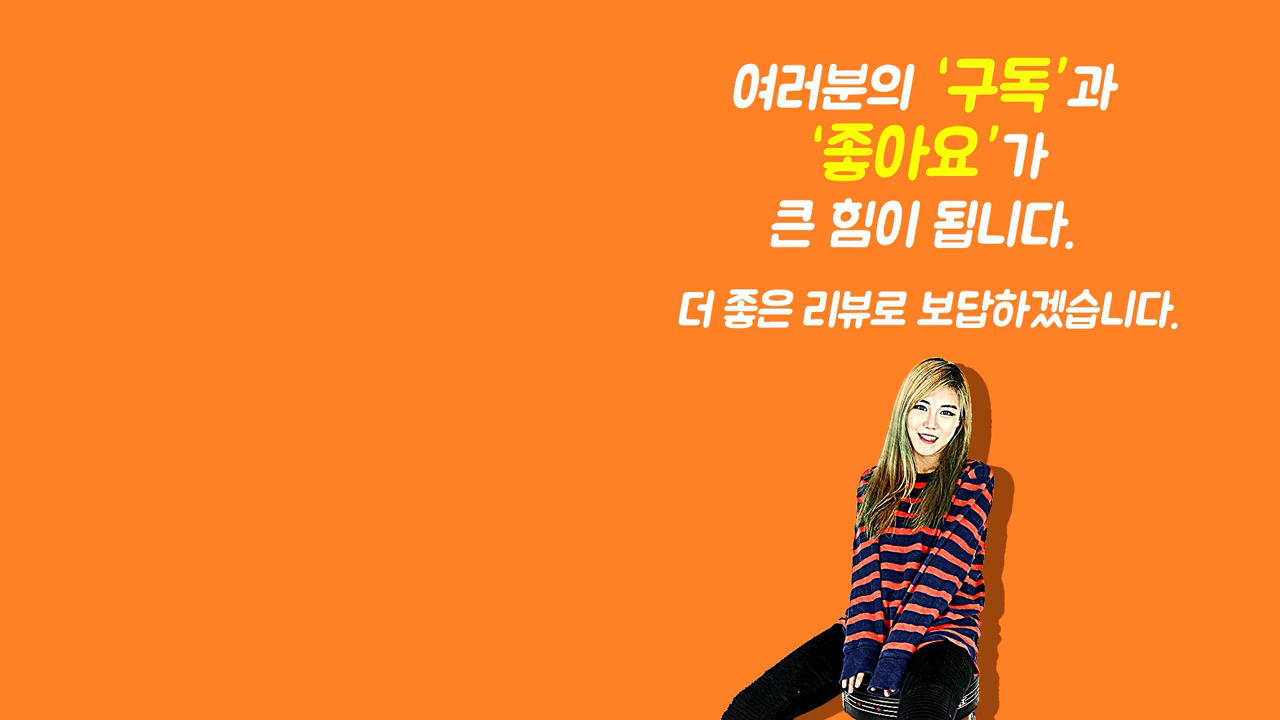 여러분의 ‘구독’과
‘좋아요’가
큰 힘이 됩니다.
더 좋은 리뷰로 보답하겠습니다.